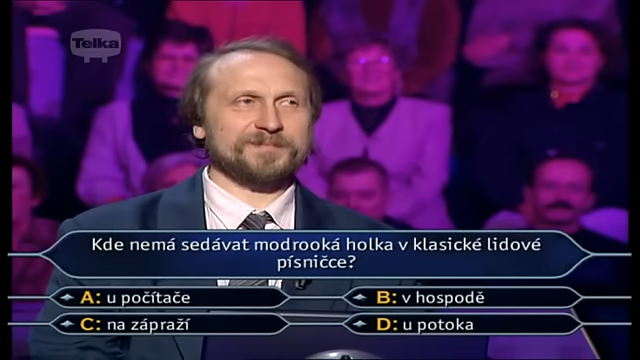 Telka
Kde nemá sedávat modrooká holka v klasické lidové
písničce?
A: u počítače
B: v hospodě
C: na zápraží
D: u potoka